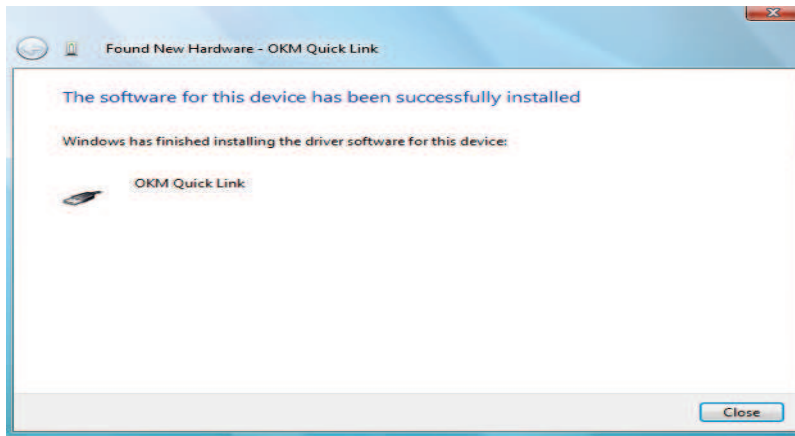 Found New Hardware - OKM Quick Link
The software for this device has been successfully installed
Windows has finished installing the driver software for this device:
OKM Quick Link
Close